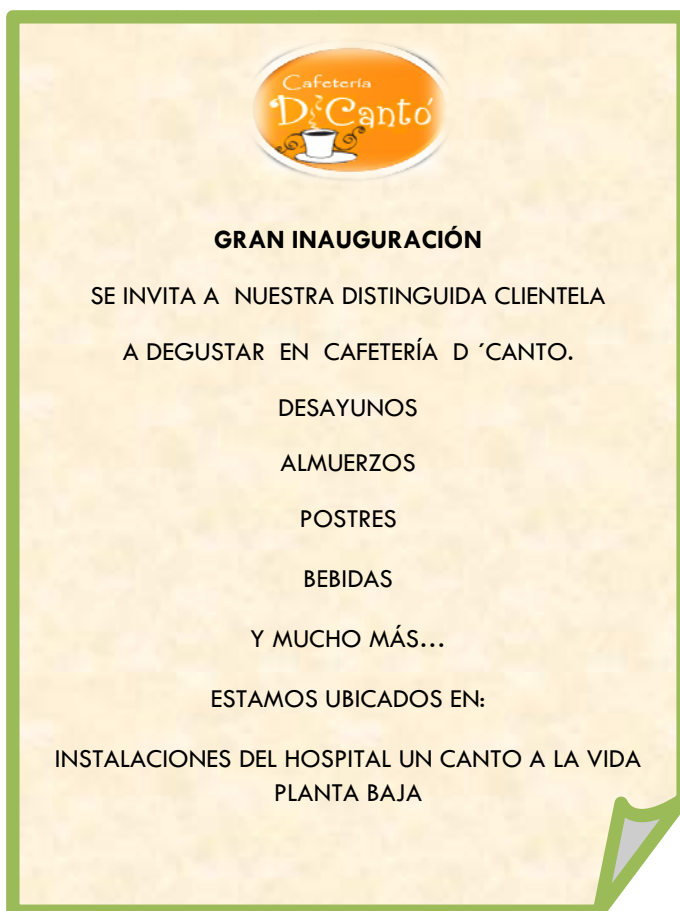 Cafetería
D'Canto
GRAN INAUGURACIÓN
SE INVITA A NUESTRA DISTINGUIDA CLIENTELA
A DEGUSTAR EN CAFETERÍA D ´CANTO.
DESAYUNOS
ALMUERZOS
POSTRES
BEBIDAS
Y MUCHO MÁS...
ESTAMOS UBICADOS EN:
INSTALACIONES DEL HOSPITAL UN CANTO A LA VIDA
PLANTA BAJA